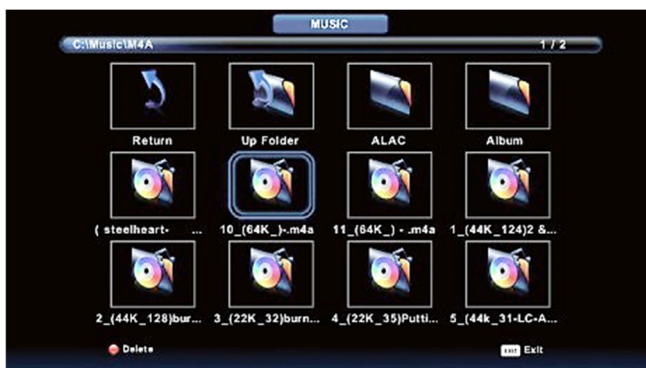 MUSIC
C:\Music\M4A 1 / 2
Return Up Folder ALAC Album
( steelheart- ... 10_(64K_)-.m4a 11_(64K_) - .m4a 1_(44K_124)2 &...
2_(44K_128)bur... 3_(22K_32)burn... 4_(22K_35)Putti... 5_(44k_31-LC-A...
Delete EXIT Exit